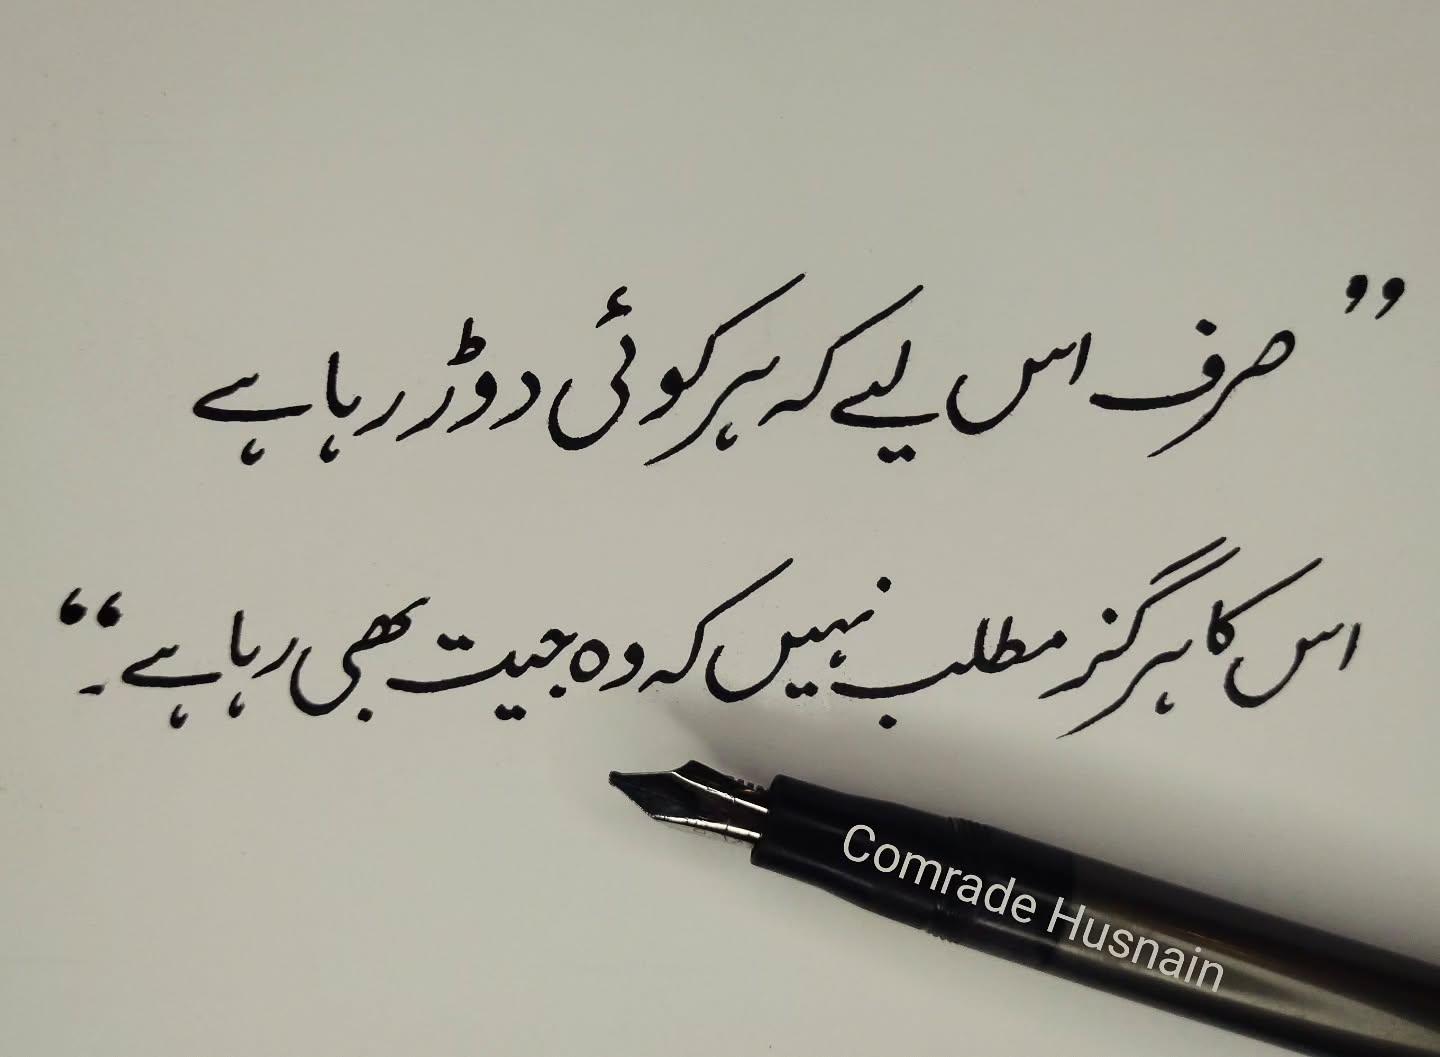 ”صرف اس لیے کہ ہر کوئی دوڑ رہا ہے
اس کا ہرگز مطلب نہیں کہ وہ جیت بھی رہا ہے۔“
Comrade Husnain